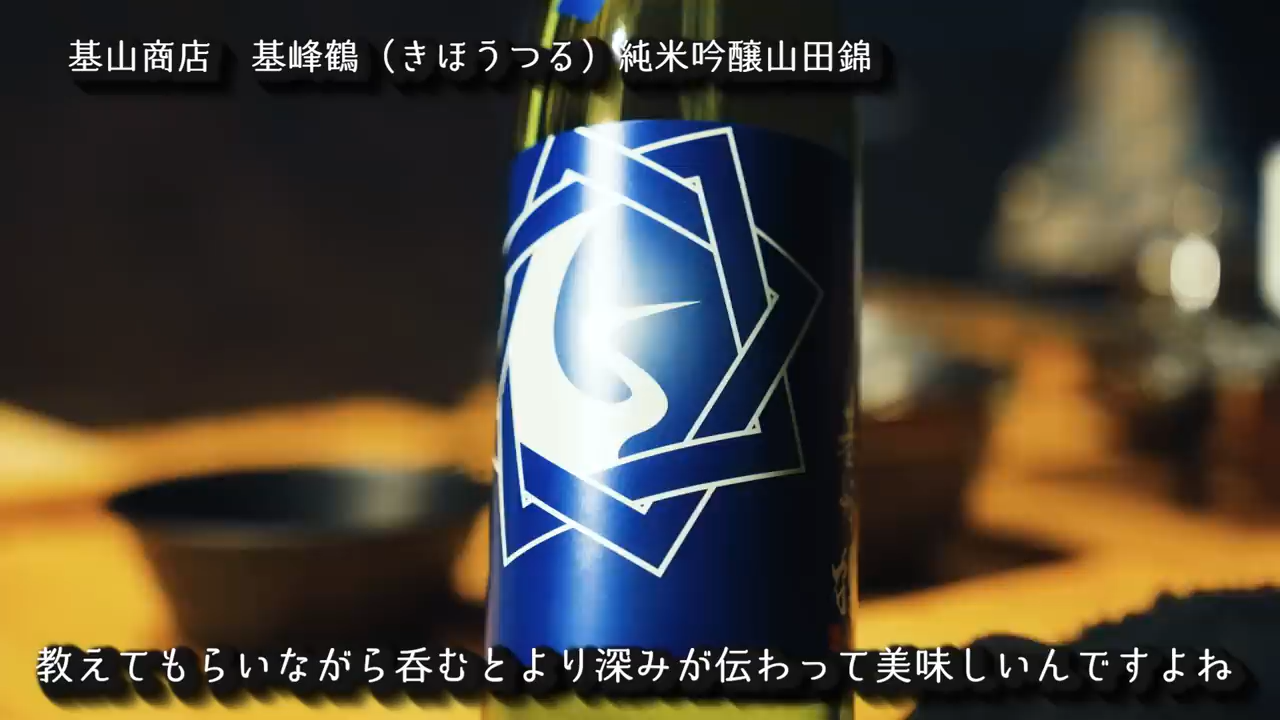 基山商店　基峰鶴（きほうつる）純米吟醸山田錦
教えてもらいながら呑むとより深みが伝わって美味しいんですよね